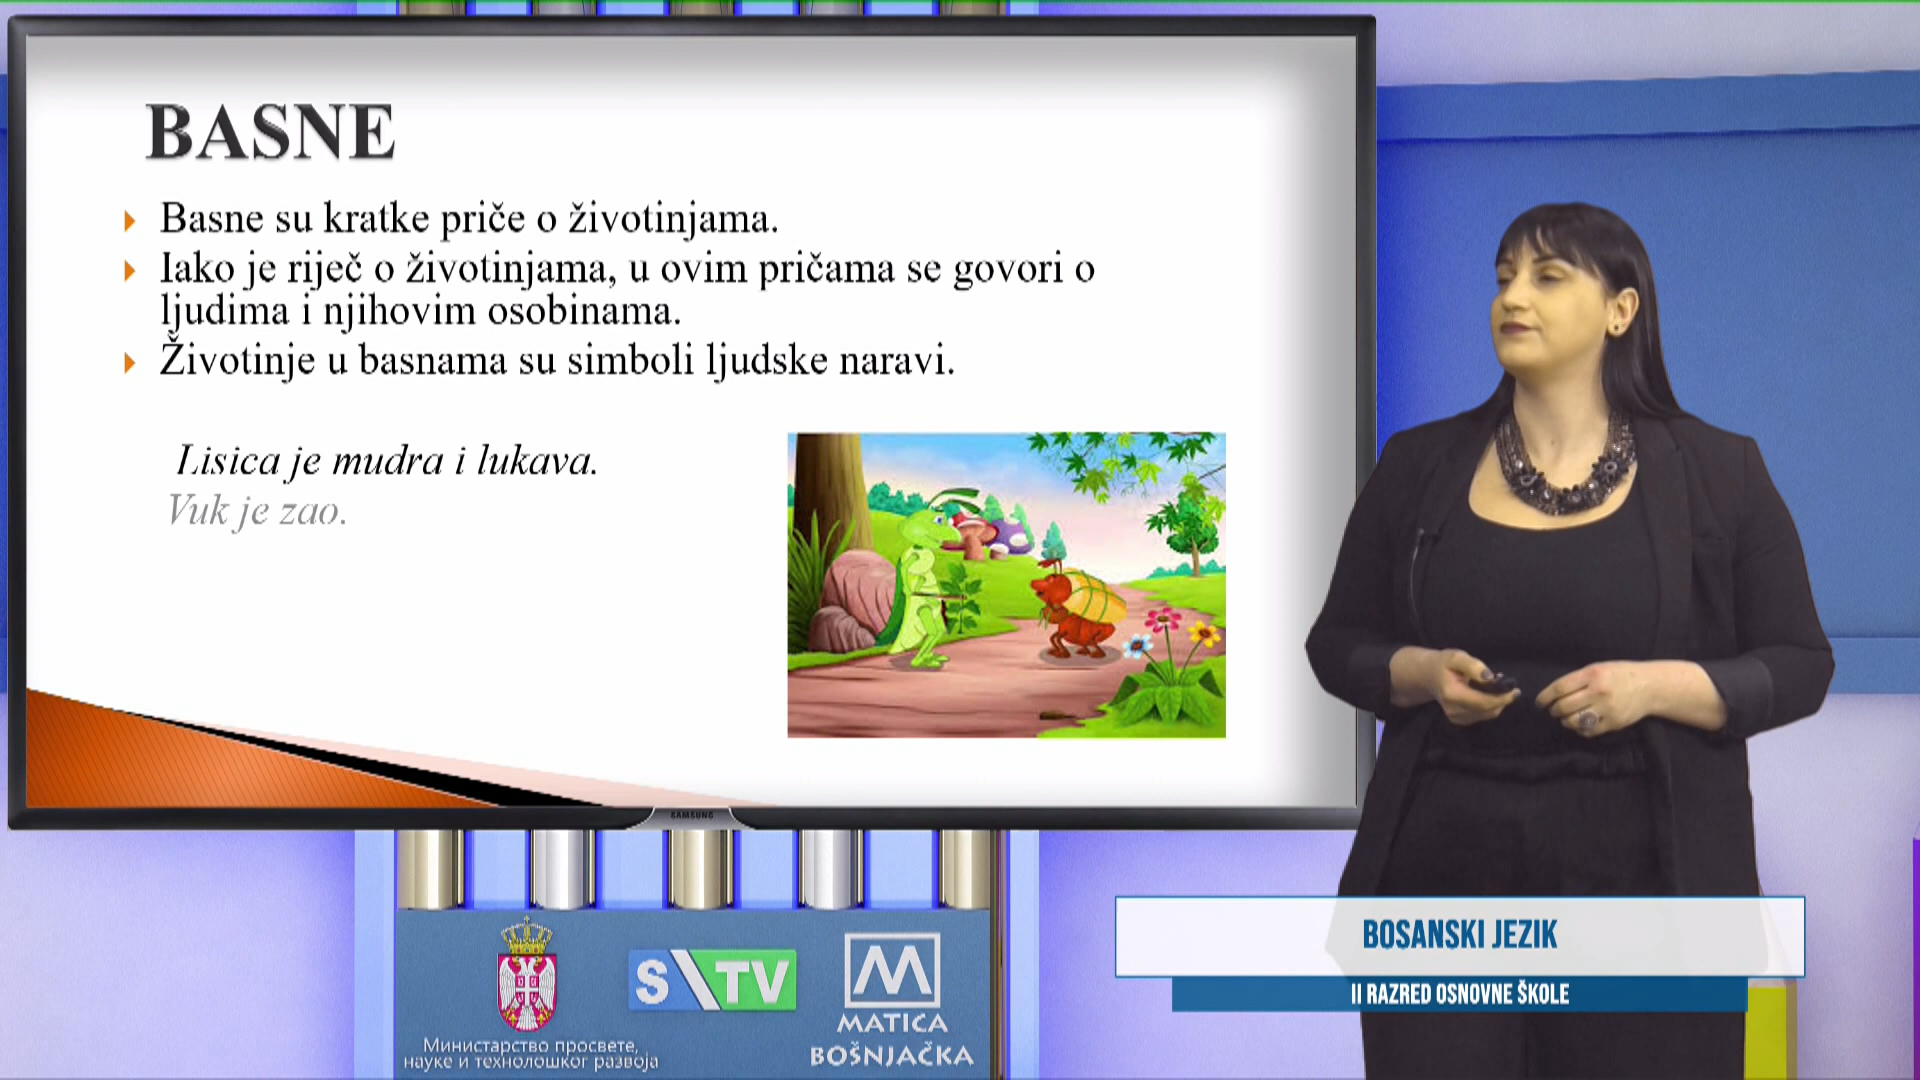 BASNE
Basne su kratke priče o životinjama.
Iako je riječ o životinjama, u ovim pričama se govori o
ljudima i njihovim osobinama.
Životinje u basnama su simboli ljudske naravi.
Lisica je mudra i lukava.
Vuk je zao.
SAMSUNG
BOSANSKI JEZIK
II RAZRED OSNOVNE ŠKOLE
Министарство просвете,
науке и технолошког развоја
STV
MATICA
BOŠNJAČKA